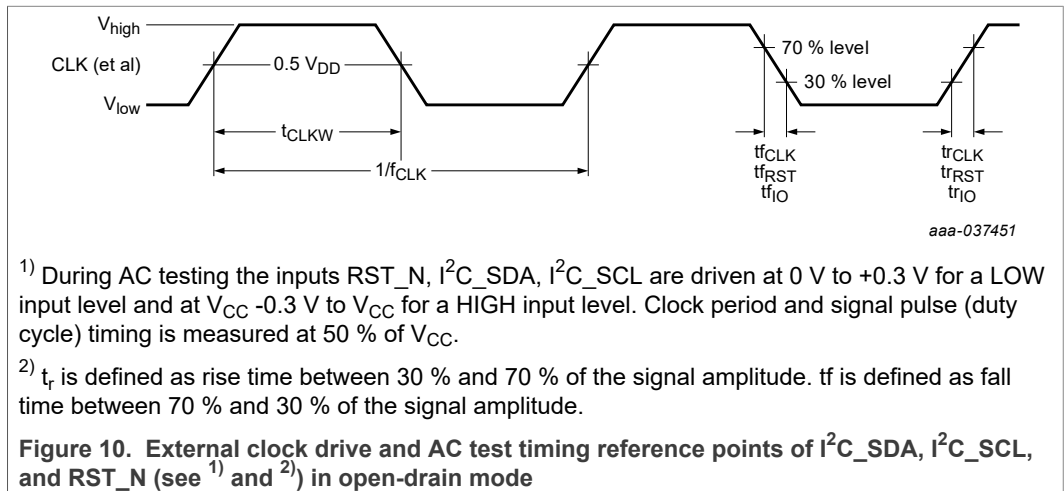 V_high
CLK (et al)
0.5 V_DD
V_low
t_CLKW
1/f_CLK
70 % level
30 % level
tf_CLK
tf_RST
tf_IO
tr_CLK
tr_RST
tr_IO
aaa-037451
1) During AC testing the inputs RST_N, I²C_SDA, I²C_SCL are driven at 0 V to +0.3 V for a LOW
input level and at V_CC -0.3 V to V_CC for a HIGH input level. Clock period and signal pulse (duty
cycle) timing is measured at 50 % of V_CC.
2) t_r is defined as rise time between 30 % and 70 % of the signal amplitude. tf is defined as fall
time between 70 % and 30 % of the signal amplitude.
Figure 10. External clock drive and AC test timing reference points of I²C_SDA, I²C_SCL,
and RST_N (see 1) and 2)) in open-drain mode